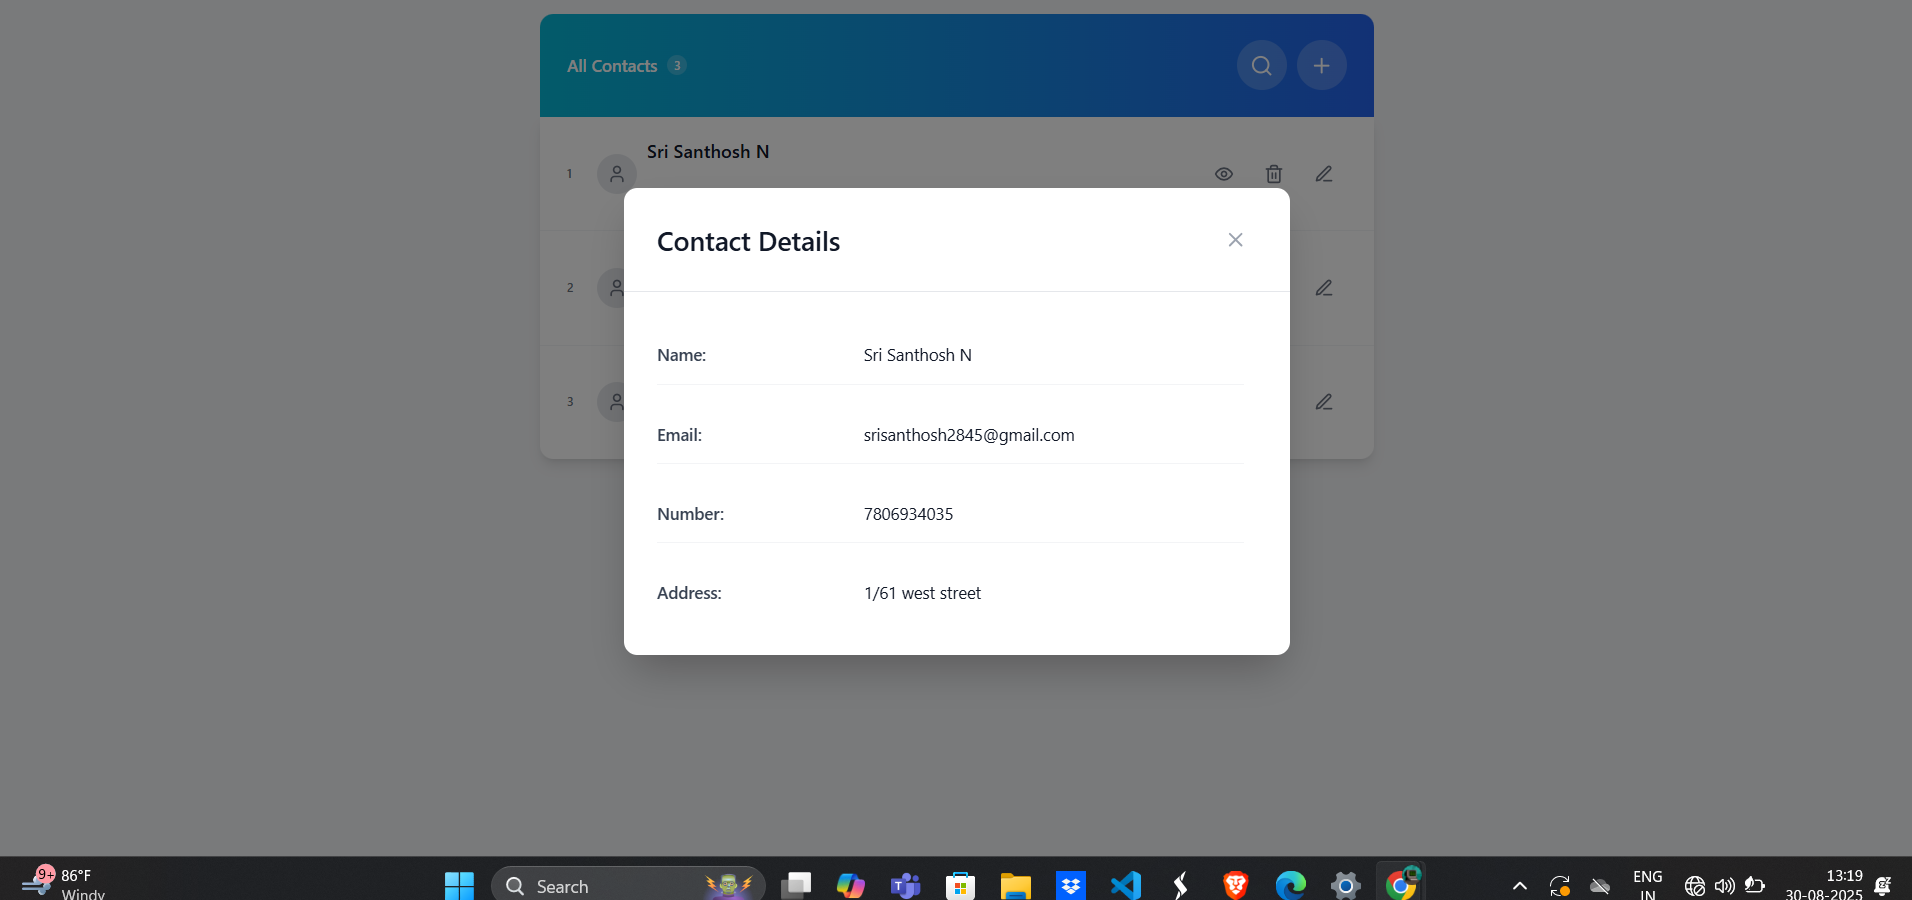 All Contacts 3
1
Sri Santhosh N
Contact Details
2
3
Name: Sri Santhosh N
Email: srisanthosh2845@gmail.com
Number: 7806934035
Address: 1/61 west street
9+
86°F
Windy
Search
ENG
IN
13:19
30-08-2025